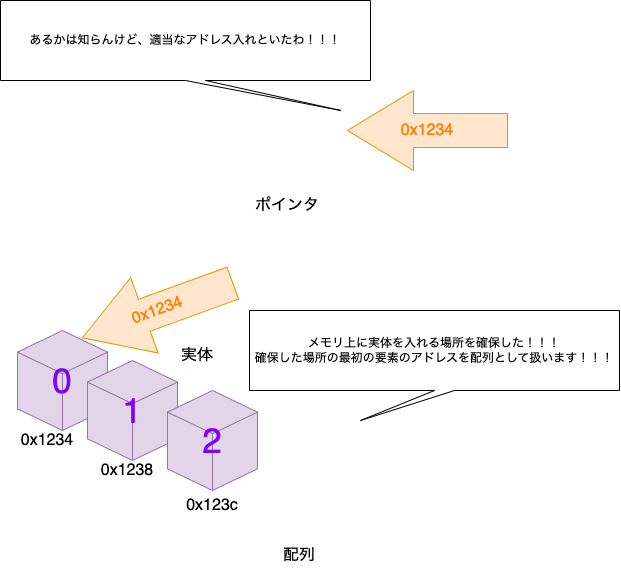 あるかは知らんけど、適当なアドレス入れといたわ！！！
0x1234
ポインタ
0x1234
メモリ上に実体を入れる場所を確保した！！！
確保した場所の最初の要素のアドレスを配列として扱います！！！
実体
0
1
2
0x1234
0x1238
0x123c
配列